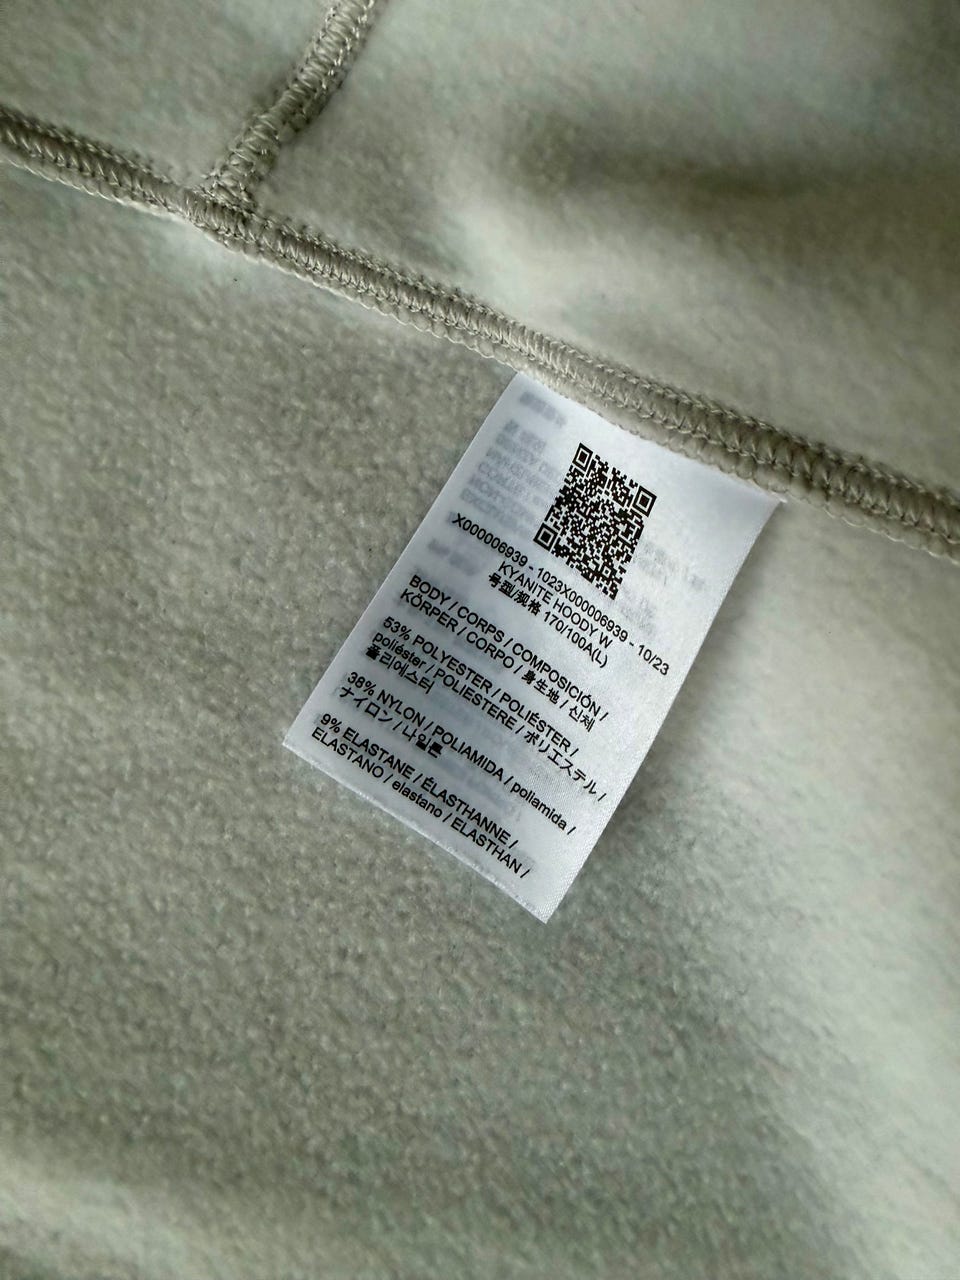 X000006939 - 1023X000006939 - 10/23
KYANITE HOODY W
号型/规格 170/100A(L)
BODY / CORPS / COMPOSICIÓN /
KÖRPER / CORPO / 身生地 / 신체
53% POLYESTER / POLIÉSTER /
poliéster / POLIESTERE / ポリエステル /
폴리에스터
38% NYLON / POLIAMIDA / poliamida /
ナイロン / 나일론
9% ELASTANE / ÉLASTHANNE /
ELASTANO / elastano / ELASTHAN /